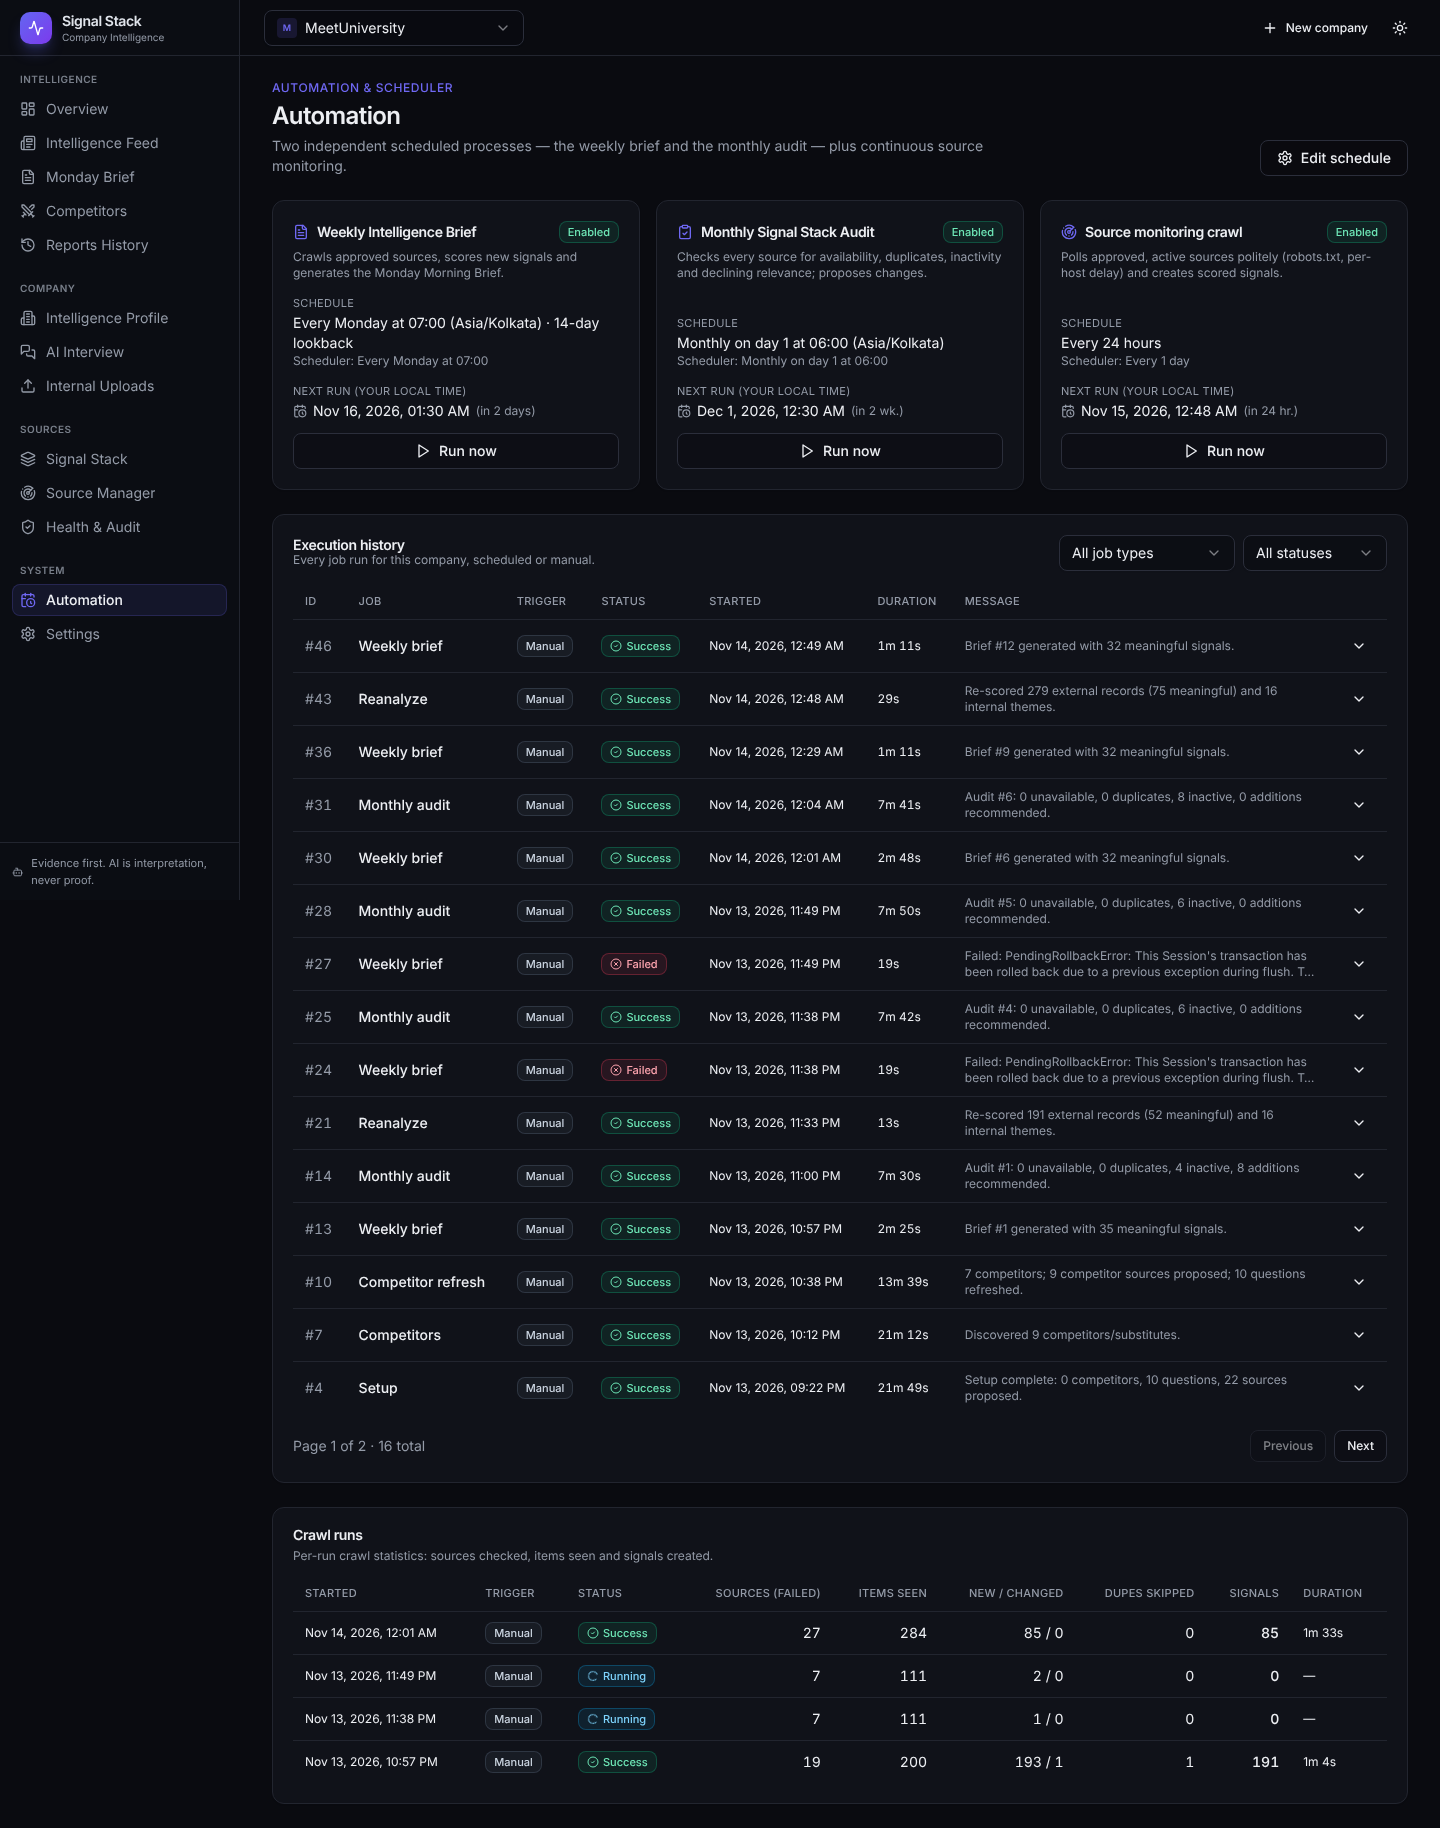 Signal Stack
Company Intelligence
M MeetUniversity
New company
INTELLIGENCE
Overview
Intelligence Feed
Monday Brief
Competitors
Reports History
COMPANY
Intelligence Profile
AI Interview
Internal Uploads
SOURCES
Signal Stack
Source Manager
Health & Audit
SYSTEM
Automation
Settings
Evidence first. AI is interpretation,
never proof.
AUTOMATION & SCHEDULER
Automation
Two independent scheduled processes — the weekly brief and the monthly audit — plus continuous source
monitoring.
Edit schedule
Weekly Intelligence Brief Enabled
Crawls approved sources, scores new signals and
generates the Monday Morning Brief.
SCHEDULE
Every Monday at 07:00 (Asia/Kolkata) · 14-day
lookback
Scheduler: Every Monday at 07:00
NEXT RUN (YOUR LOCAL TIME)
Nov 16, 2026, 01:30 AM (in 2 days)
Run now
Monthly Signal Stack Audit Enabled
Checks every source for availability, duplicates, inactivity
and declining relevance; proposes changes.
SCHEDULE
Monthly on day 1 at 06:00 (Asia/Kolkata)
Scheduler: Monthly on day 1 at 06:00
NEXT RUN (YOUR LOCAL TIME)
Dec 1, 2026, 12:30 AM (in 2 wk.)
Run now
Source monitoring crawl Enabled
Polls approved, active sources politely (robots.txt, per-
host delay) and creates scored signals.
SCHEDULE
Every 24 hours
Scheduler: Every 1 day
NEXT RUN (YOUR LOCAL TIME)
Nov 15, 2026, 12:48 AM (in 24 hr.)
Run now
Execution history
Every job run for this company, scheduled or manual.
All job types All statuses
ID JOB TRIGGER STATUS STARTED DURATION MESSAGE
#46 Weekly brief Manual Success Nov 14, 2026, 12:49 AM 1m 11s Brief #12 generated with 32 meaningful signals.
#43 Reanalyze Manual Success Nov 14, 2026, 12:48 AM 29s Re-scored 279 external records (75 meaningful) and 16
internal themes.
#36 Weekly brief Manual Success Nov 14, 2026, 12:29 AM 1m 11s Brief #9 generated with 32 meaningful signals.
#31 Monthly audit Manual Success Nov 14, 2026, 12:04 AM 7m 41s Audit #6: 0 unavailable, 0 duplicates, 8 inactive, 0 additions
recommended.
#30 Weekly brief Manual Success Nov 14, 2026, 12:01 AM 2m 48s Brief #6 generated with 32 meaningful signals.
#28 Monthly audit Manual Success Nov 13, 2026, 11:49 PM 7m 50s Audit #5: 0 unavailable, 0 duplicates, 6 inactive, 0 additions
recommended.
#27 Weekly brief Manual Failed Nov 13, 2026, 11:49 PM 19s Failed: PendingRollbackError: This Session's transaction has
been rolled back due to a previous exception during flush. T...
#25 Monthly audit Manual Success Nov 13, 2026, 11:38 PM 7m 42s Audit #4: 0 unavailable, 0 duplicates, 6 inactive, 0 additions
recommended.
#24 Weekly brief Manual Failed Nov 13, 2026, 11:38 PM 19s Failed: PendingRollbackError: This Session's transaction has
been rolled back due to a previous exception during flush. T...
#21 Reanalyze Manual Success Nov 13, 2026, 11:33 PM 13s Re-scored 191 external records (52 meaningful) and 16
internal themes.
#14 Monthly audit Manual Success Nov 13, 2026, 11:00 PM 7m 30s Audit #1: 0 unavailable, 0 duplicates, 4 inactive, 8 additions
recommended.
#13 Weekly brief Manual Success Nov 13, 2026, 10:57 PM 2m 25s Brief #1 generated with 35 meaningful signals.
#10 Competitor refresh Manual Success Nov 13, 2026, 10:38 PM 13m 39s 7 competitors; 9 competitor sources proposed; 10 questions
refreshed.
#7 Competitors Manual Success Nov 13, 2026, 10:12 PM 21m 12s Discovered 9 competitors/substitutes.
#4 Setup Manual Success Nov 13, 2026, 09:22 PM 21m 49s Setup complete: 0 competitors, 10 questions, 22 sources
proposed.
Page 1 of 2 · 16 total Previous Next
Crawl runs
Per-run crawl statistics: sources checked, items seen and signals created.
STARTED TRIGGER STATUS SOURCES (FAILED) ITEMS SEEN NEW / CHANGED DUPES SKIPPED SIGNALS DURATION
Nov 14, 2026, 12:01 AM Manual Success 27 284 85 / 0 0 85 1m 33s
Nov 13, 2026, 11:49 PM Manual Running 7 111 2 / 0 0 0 —
Nov 13, 2026, 11:38 PM Manual Running 7 111 1 / 0 0 0 —
Nov 13, 2026, 10:57 PM Manual Success 19 200 193 / 1 1 191 1m 4s